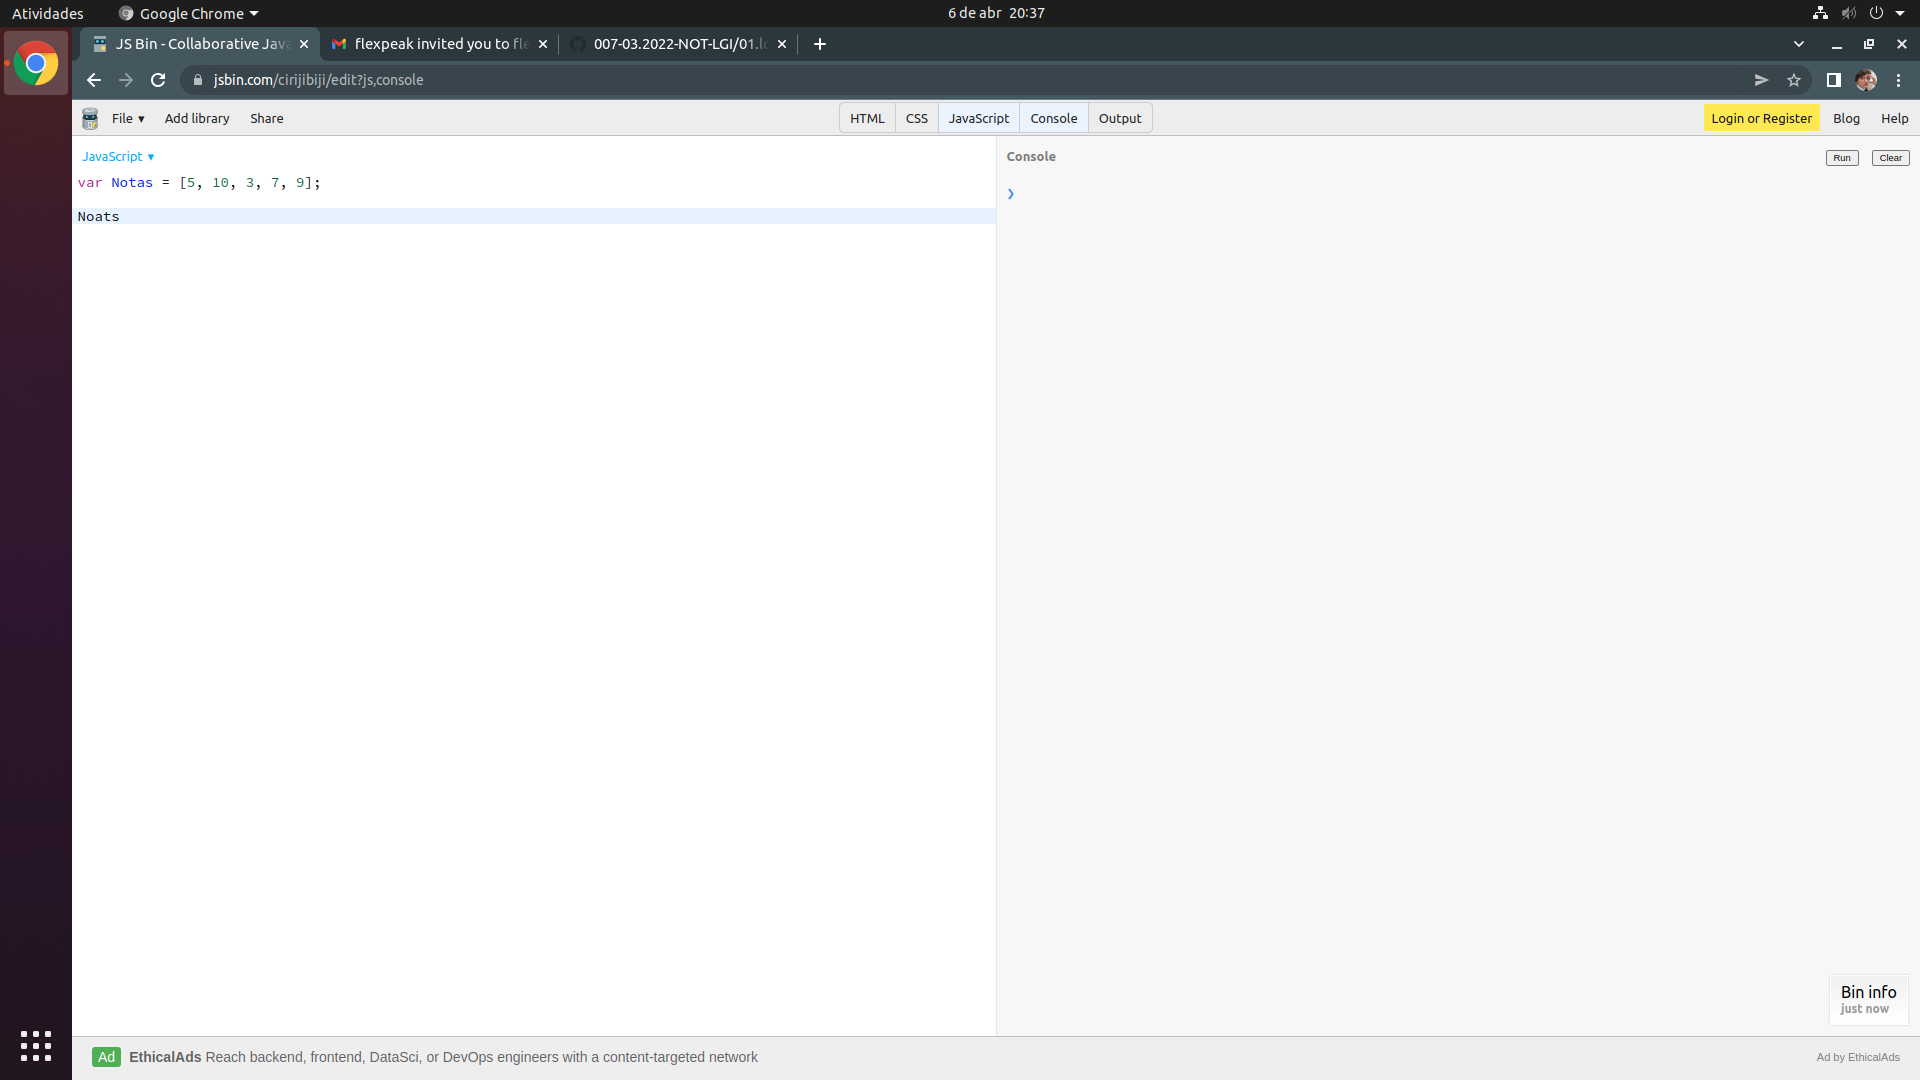 Atividades Google Chrome 6 de abr 20:37
JS Bin - Collaborative Java flexpeak invited you to fle 007-03.2022-NOT-LGI/01.lo
jsbin.com/cirijibiji/edit?js,console
File Add library Share HTML CSS JavaScript Console Output Login or Register Blog Help
JavaScript Console Run Clear
var Notas = [5, 10, 3, 7, 9];
Noats
Bin info
just now
Ad EthicalAds Reach backend, frontend, DataSci, or DevOps engineers with a content-targeted network Ad by EthicalAds